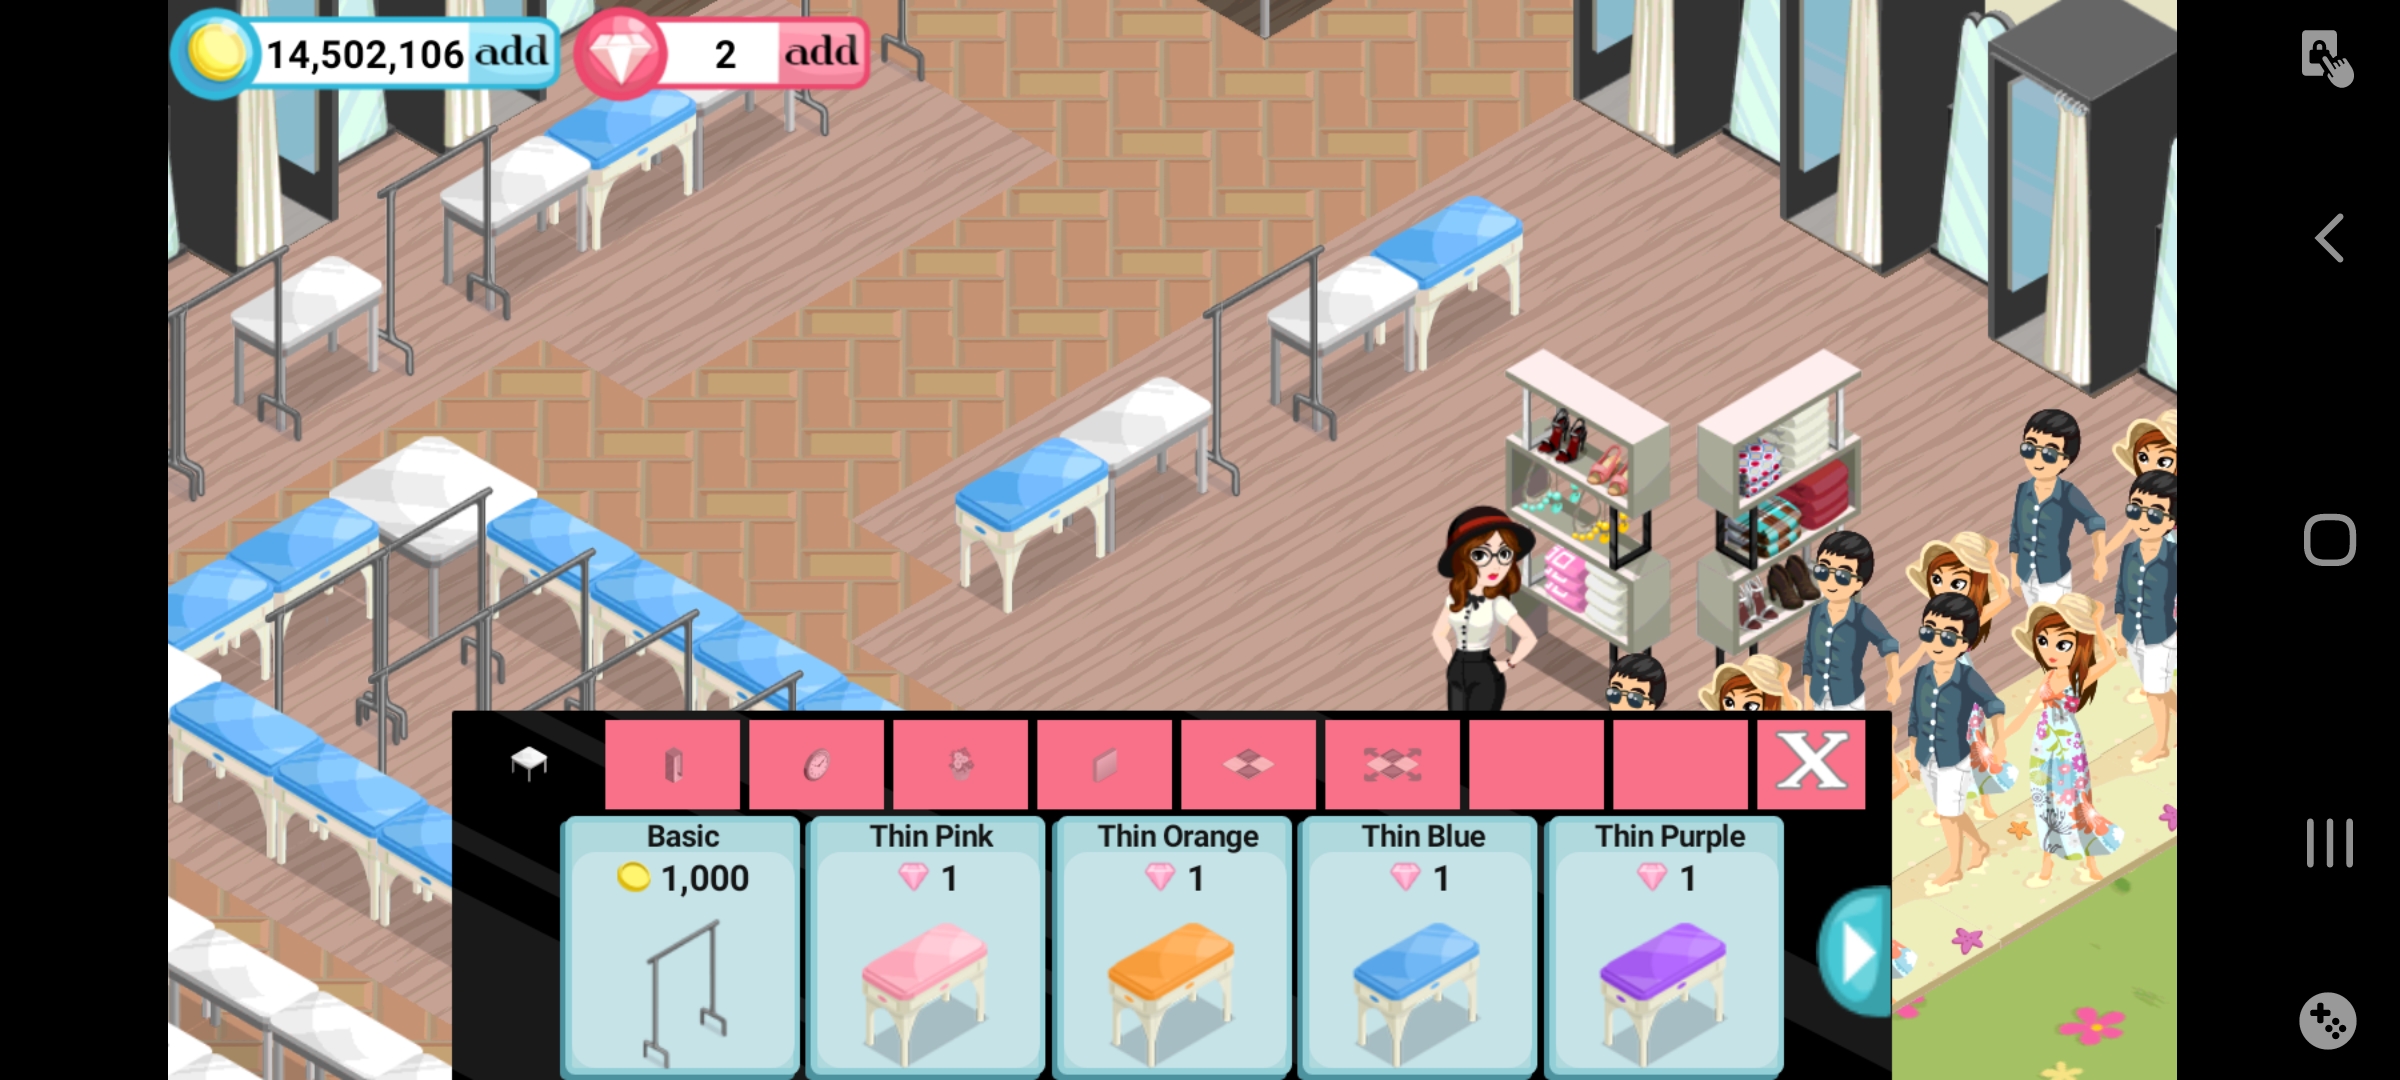 14,502,106 add 2 add
X
Basic Thin Pink Thin Orange Thin Blue Thin Purple
1,000 1 1 1 1